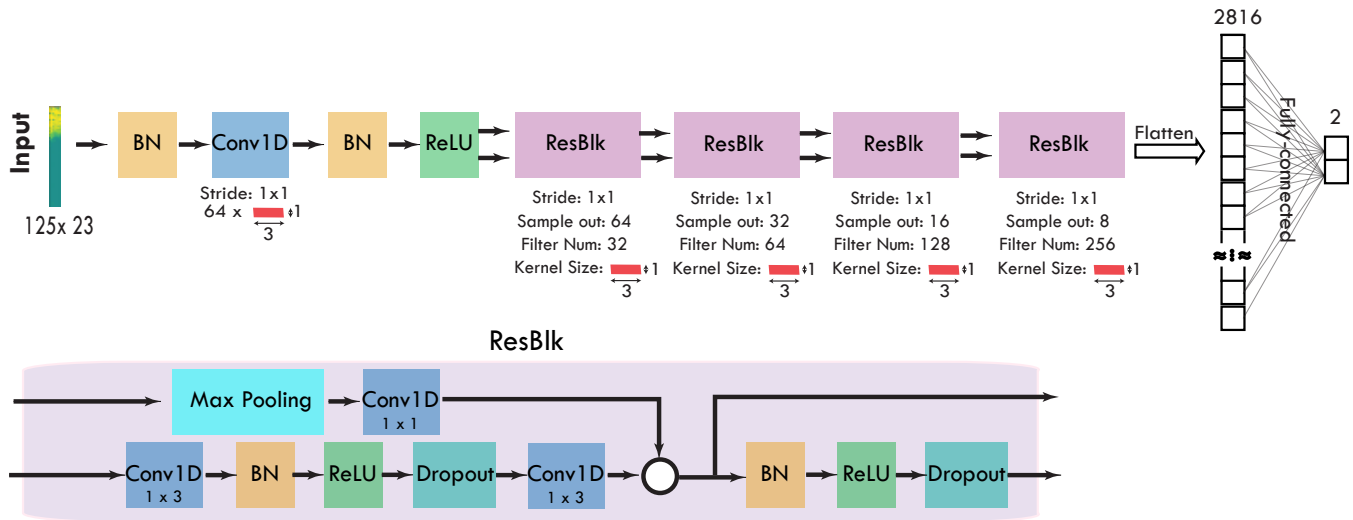 Input
125x 23
BN
Conv1D
Stride: 1x1
64 x
1
3
BN
ReLU
ResBlk
Stride: 1x1
Sample out: 64
Filter Num: 32
Kernel Size:
1
3
ResBlk
Stride: 1x1
Sample out: 32
Filter Num: 64
Kernel Size:
1
3
ResBlk
Stride: 1x1
Sample out: 16
Filter Num: 128
Kernel Size:
1
3
ResBlk
Stride: 1x1
Sample out: 8
Filter Num: 256
Kernel Size:
1
3
Flatten
2816
Fully-connected
2
ResBlk
Max Pooling
Conv1D
1 x 1
Conv1D
1 x 3
BN
ReLU
Dropout
Conv1D
1 x 3
BN
ReLU
Dropout